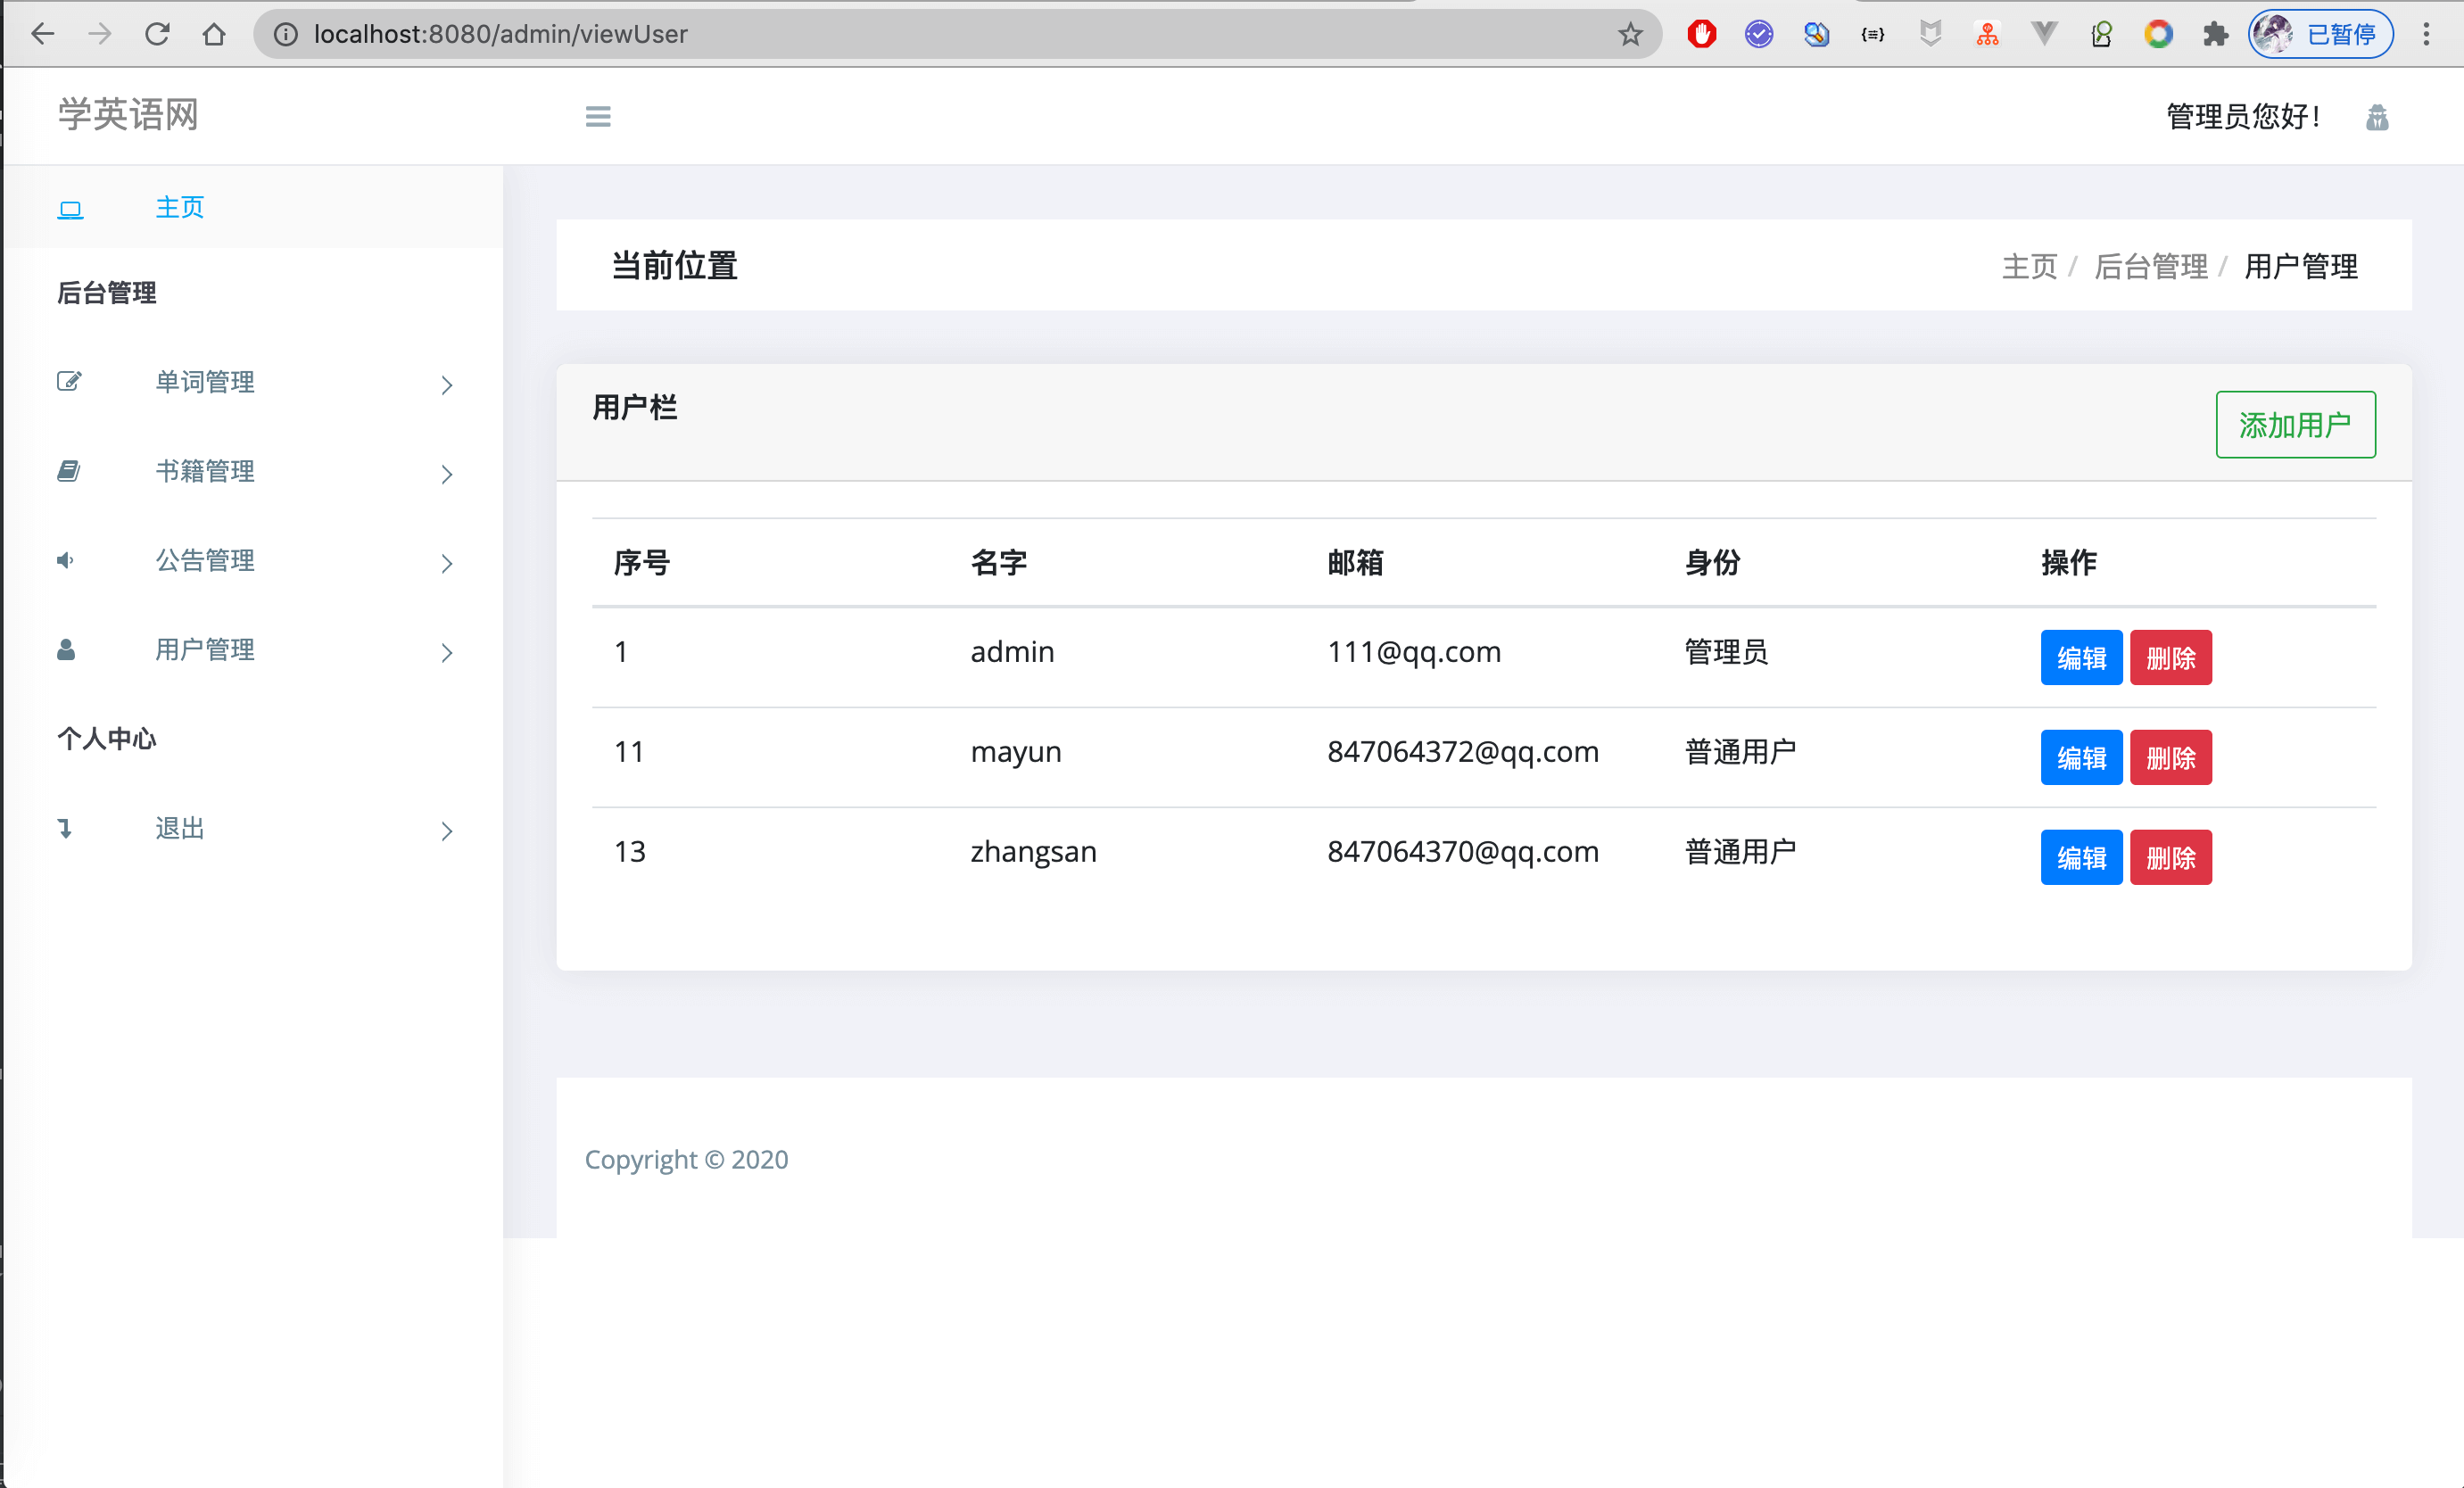 localhost:8080/admin/viewUser
已暂停
学英语网
管理员您好!
主页
后台管理
单词管理
书籍管理
公告管理
用户管理
个人中心
退出
当前位置
主页 / 后台管理 / 用户管理
用户栏
添加用户
序号 名字 邮箱 身份 操作
1 admin 111@qq.com 管理员 编辑 删除
11 mayun 847064372@qq.com 普通用户 编辑 删除
13 zhangsan 847064370@qq.com 普通用户 编辑 删除
Copyright © 2020